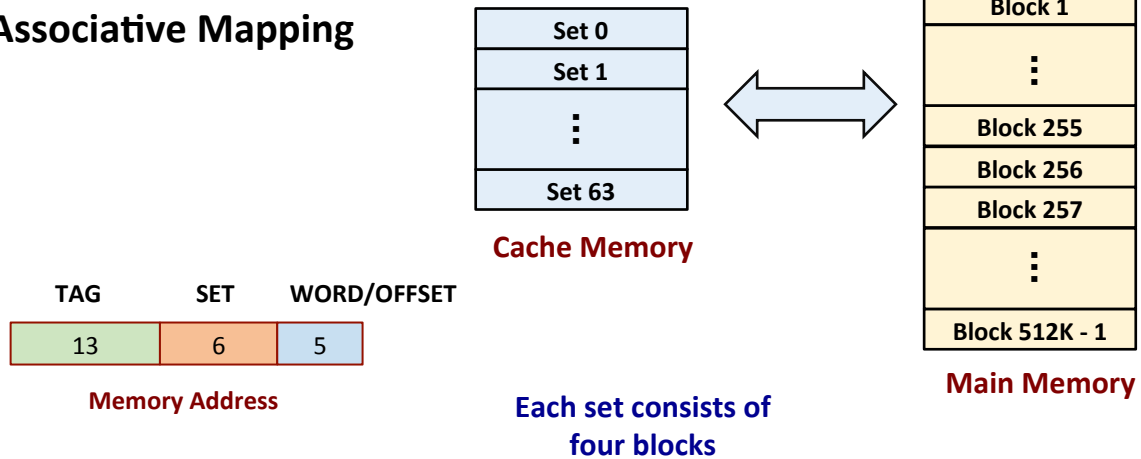 Associative Mapping
Set 0
Set 1
⋮
Set 63
Cache Memory
Block 1
⋮
Block 255
Block 256
Block 257
⋮
Block 512K - 1
Main Memory
TAG SET WORD/OFFSET
13 6 5
Memory Address
Each set consists of
four blocks